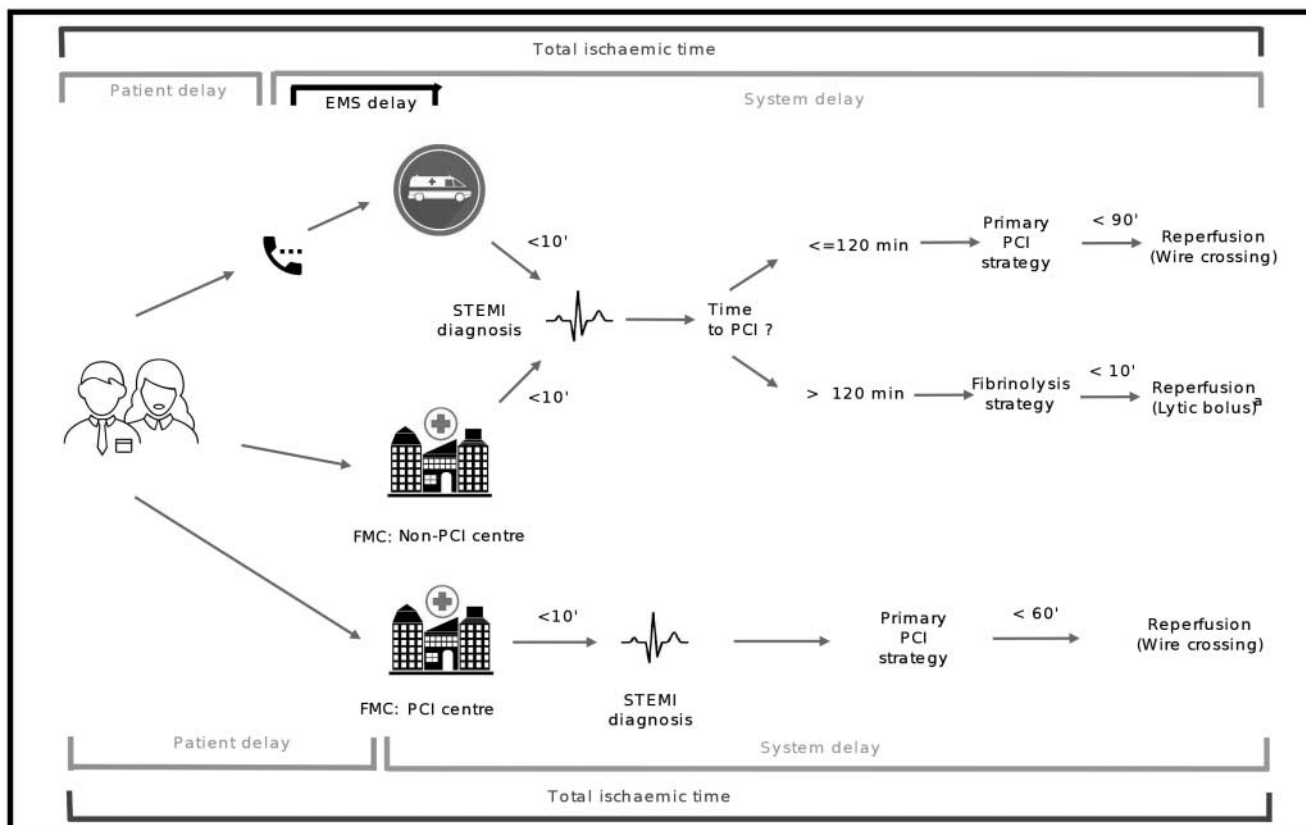 Total ischaemic time
Patient delay
EMS delay
System delay
<10'
<=120 min
Primary
PCI
strategy
< 90'
Reperfusion
(Wire crossing)
STEMI
diagnosis
Time
to PCI ?
<10'
> 120 min
Fibrinolysis
strategy
< 10'
Reperfusion
(Lytic bolus)a
FMC: Non-PCI centre
<10'
Primary
PCI
strategy
< 60'
Reperfusion
(Wire crossing)
FMC: PCI centre
STEMI
diagnosis
Patient delay
System delay
Total ischaemic time